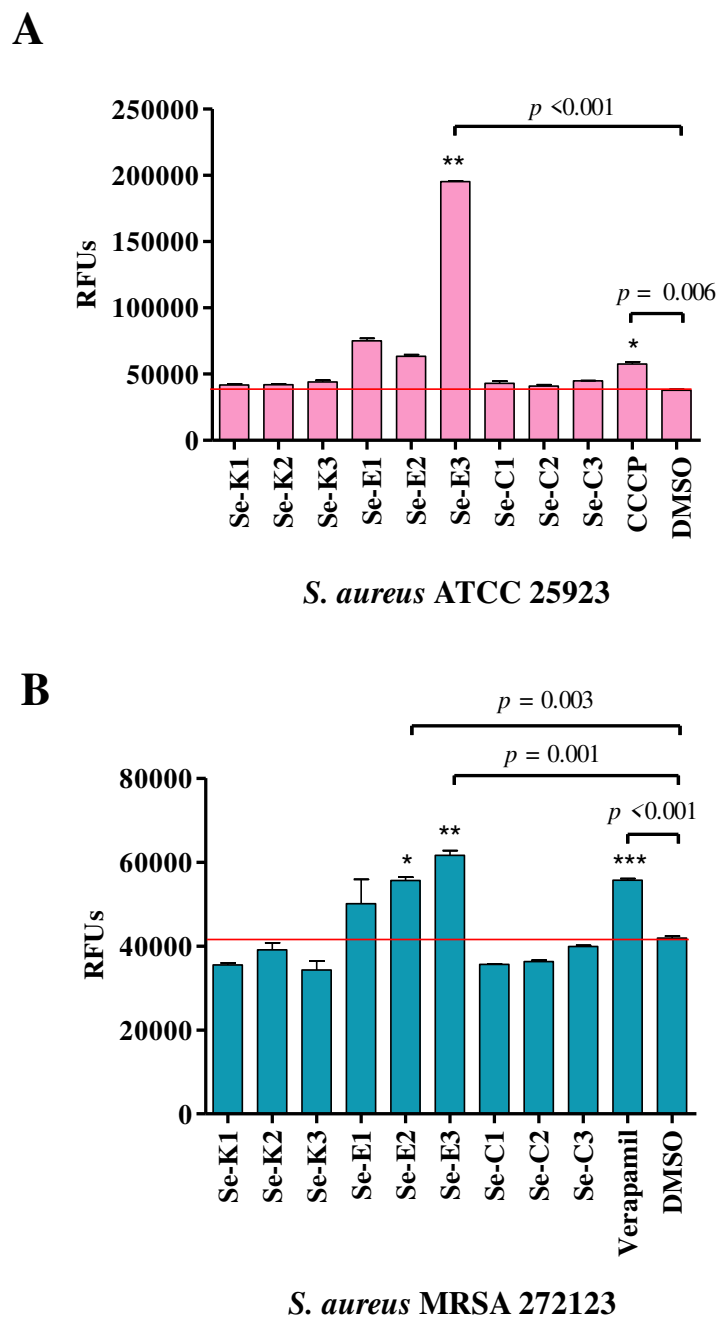 A
p <0.001
250000
**
200000
150000
RFUs
p = 0.006
100000
*
50000
0
Se-K1
Se-K2
Se-K3
Se-E1
Se-E2
Se-E3
Se-C1
Se-C2
Se-C3
CCCP
DMSO
S. aureus ATCC 25923
B
p = 0.003
p = 0.001
80000
p <0.001
**
*
***
60000
RFUs
40000
20000
0
Se-K1
Se-K2
Se-K3
Se-E1
Se-E2
Se-E3
Se-C1
Se-C2
Se-C3
Verapamil
DMSO
S. aureus MRSA 272123